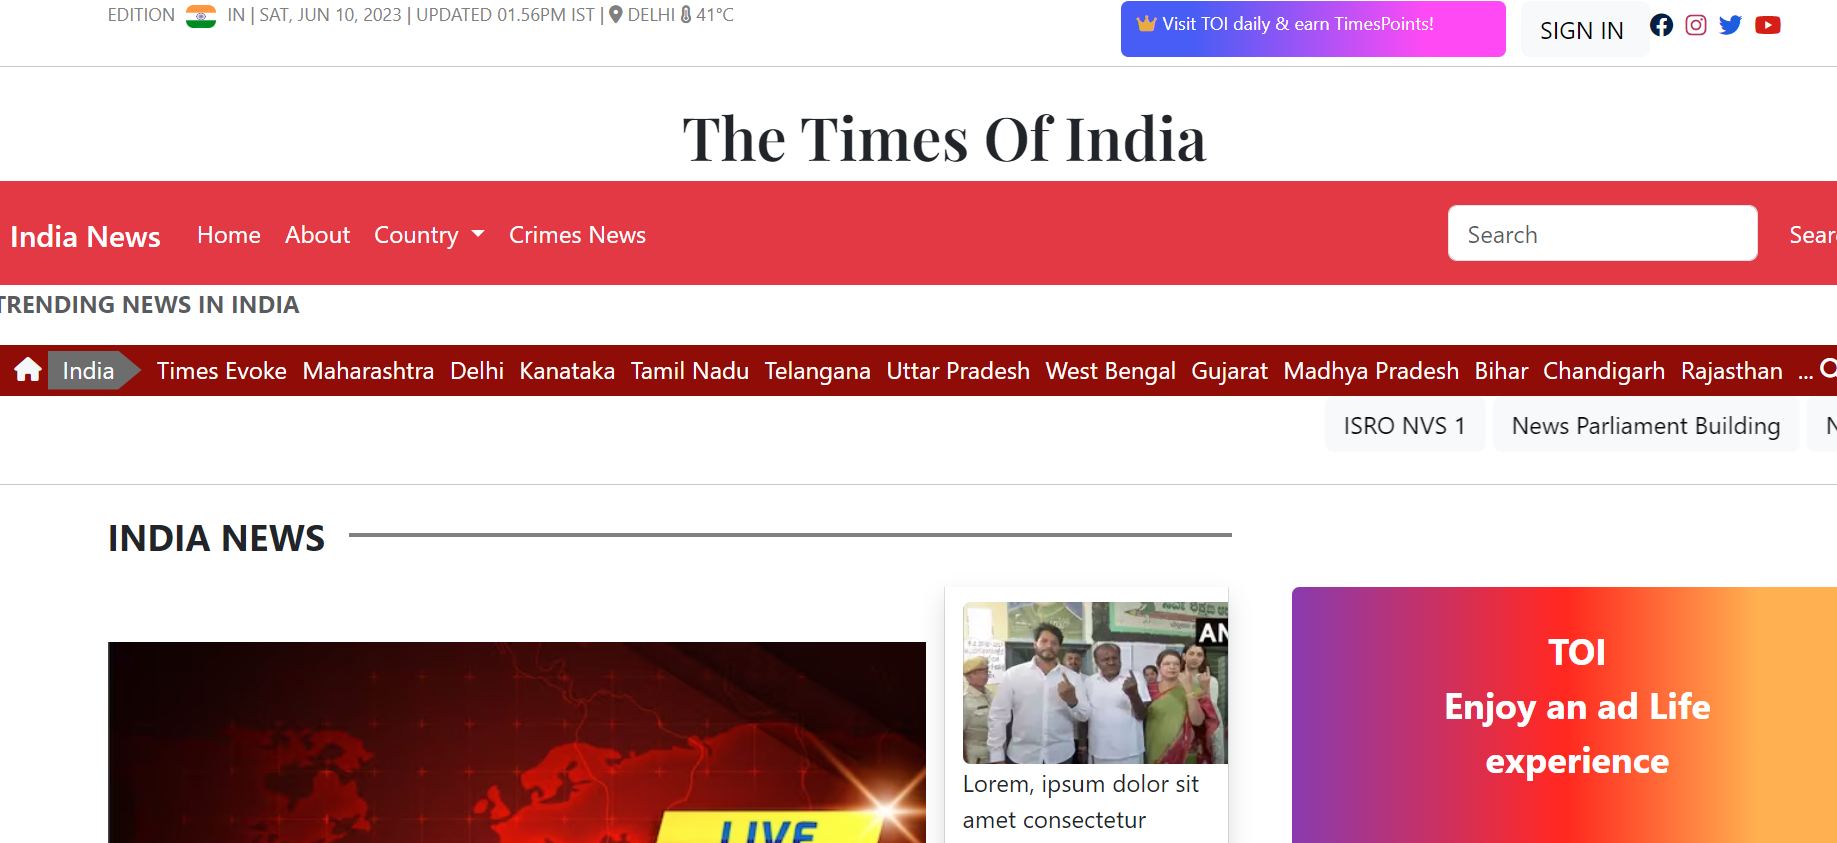 EDITION IN | SAT, JUN 10, 2023 | UPDATED 01.56PM IST | DELHI 41°C
Visit TOI daily & earn TimesPoints!
SIGN IN
The Times Of India
India News Home About Country Crimes News
Search
Sear
TRENDING NEWS IN INDIA
India Times Evoke Maharashtra Delhi Kanataka Tamil Nadu Telangana Uttar Pradesh West Bengal Gujarat Madhya Pradesh Bihar Chandigarh Rajasthan ...
ISRO NVS 1 News Parliament Building N
INDIA NEWS
LIVE
AN
Lorem, ipsum dolor sit
amet consectetur
TOI
Enjoy an ad Life
experience